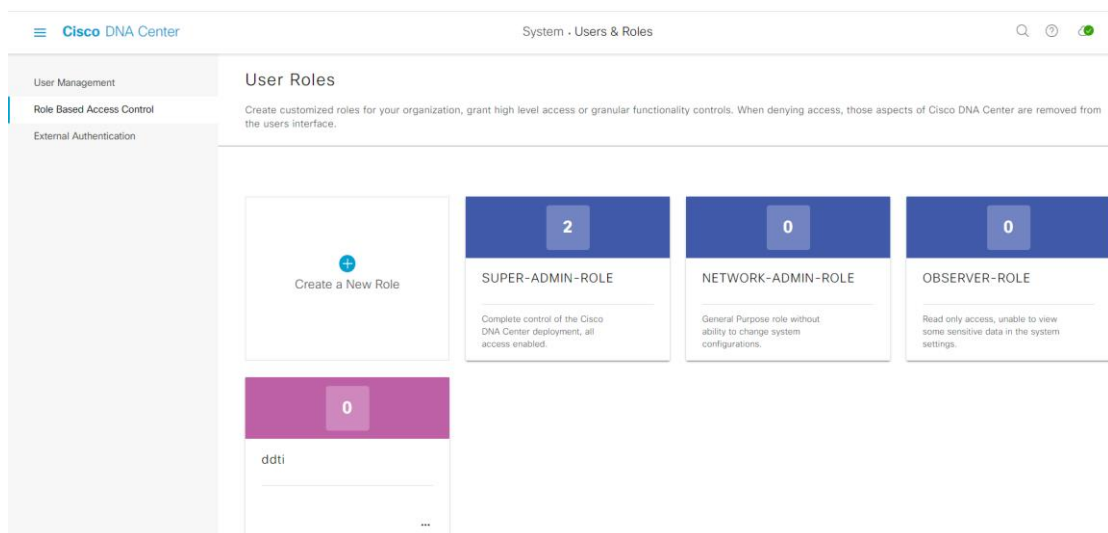 Cisco DNA Center
System · Users & Roles
User Management
Role Based Access Control
External Authentication
User Roles
Create customized roles for your organization, grant high level access or granular functionality controls. When denying access, those aspects of Cisco DNA Center are removed from
the users interface.
Create a New Role
2
SUPER-ADMIN-ROLE
Complete control of the Cisco
DNA Center deployment, all
access enabled.
0
NETWORK-ADMIN-ROLE
General Purpose role without
ability to change system
configurations.
0
OBSERVER-ROLE
Read only access, unable to view
some sensitive data in the system
settings.
0
ddti
...